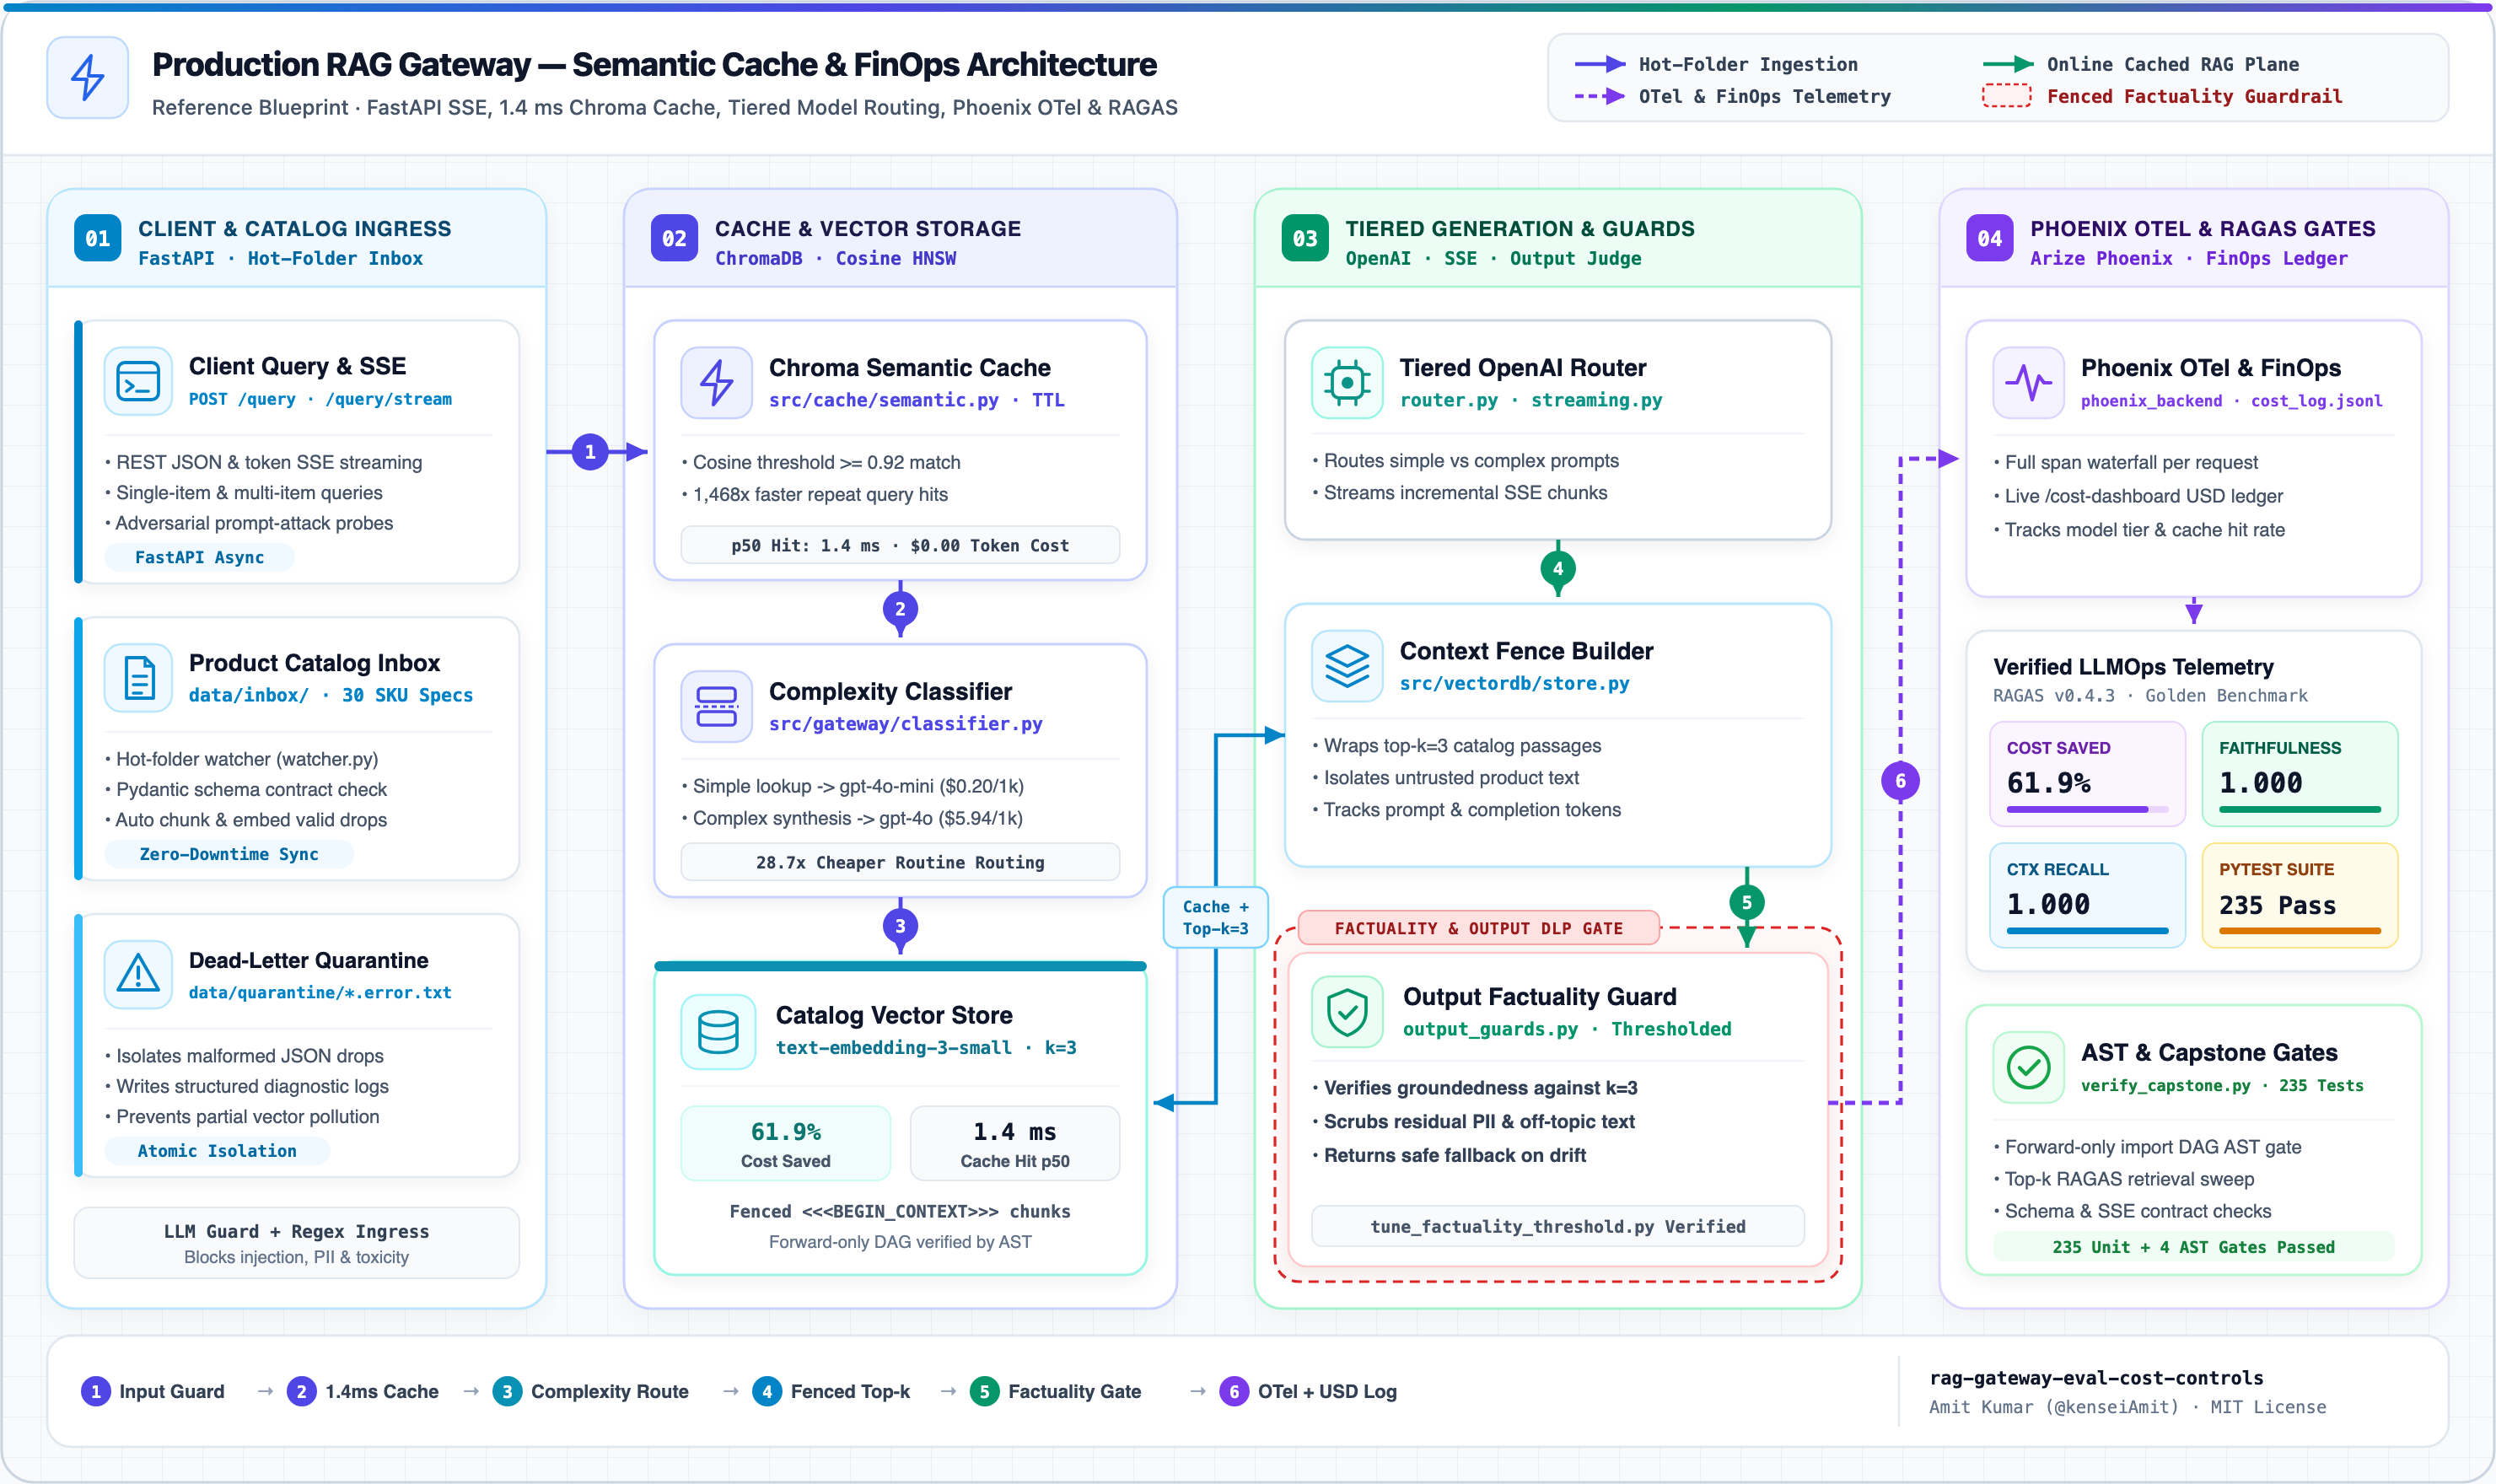 Production RAG Gateway — Semantic Cache & FinOps Architecture
Reference Blueprint · FastAPI SSE, 1.4 ms Chroma Cache, Tiered Model Routing, Phoenix OTel & RAGAS
Hot-Folder Ingestion
Online Cached RAG Plane
OTel & FinOps Telemetry
Fenced Factuality Guardrail
01
CLIENT & CATALOG INGRESS
FastAPI · Hot-Folder Inbox
Client Query & SSE
POST /query · /query/stream
• REST JSON & token SSE streaming
• Single-item & multi-item queries
• Adversarial prompt-attack probes
FastAPI Async
Product Catalog Inbox
data/inbox/ · 30 SKU Specs
• Hot-folder watcher (watcher.py)
• Pydantic schema contract check
• Auto chunk & embed valid drops
Zero-Downtime Sync
Dead-Letter Quarantine
data/quarantine/*.error.txt
• Isolates malformed JSON drops
• Writes structured diagnostic logs
• Prevents partial vector pollution
Atomic Isolation
LLM Guard + Regex Ingress
Blocks injection, PII & toxicity
1
02
CACHE & VECTOR STORAGE
ChromaDB · Cosine HNSW
Chroma Semantic Cache
src/cache/semantic.py · TTL
• Cosine threshold >= 0.92 match
• 1,468x faster repeat query hits
p50 Hit: 1.4 ms · $0.00 Token Cost
2
Complexity Classifier
src/gateway/classifier.py
• Simple lookup -> gpt-4o-mini ($0.20/1k)
• Complex synthesis -> gpt-4o ($5.94/1k)
28.7x Cheaper Routine Routing
3
Catalog Vector Store
text-embedding-3-small · k=3
61.9%
Cost Saved
1.4 ms
Cache Hit p50
Fenced <<<BEGIN_CONTEXT>>> chunks
Forward-only DAG verified by AST
Cache +
Top-k=3
03
TIERED GENERATION & GUARDS
OpenAI · SSE · Output Judge
Tiered OpenAI Router
router.py · streaming.py
• Routes simple vs complex prompts
• Streams incremental SSE chunks
4
Context Fence Builder
src/vectordb/store.py
• Wraps top-k=3 catalog passages
• Isolates untrusted product text
• Tracks prompt & completion tokens
5
FACTUALITY & OUTPUT DLP GATE
Output Factuality Guard
output_guards.py · Thresholded
• Verifies groundedness against k=3
• Scrubs residual PII & off-topic text
• Returns safe fallback on drift
tune_factuality_threshold.py Verified
6
04
PHOENIX OTEL & RAGAS GATES
Arize Phoenix · FinOps Ledger
Phoenix OTel & FinOps
phoenix_backend · cost_log.jsonl
• Full span waterfall per request
• Live /cost-dashboard USD ledger
• Tracks model tier & cache hit rate
Verified LLMOps Telemetry
RAGAS v0.4.3 · Golden Benchmark
COST SAVED
61.9%
FAITHFULNESS
1.000
CTX RECALL
1.000
PYTEST SUITE
235 Pass
AST & Capstone Gates
verify_capstone.py · 235 Tests
• Forward-only import DAG AST gate
• Top-k RAGAS retrieval sweep
• Schema & SSE contract checks
235 Unit + 4 AST Gates Passed
1 Input Guard → 2 1.4ms Cache → 3 Complexity Route → 4 Fenced Top-k → 5 Factuality Gate → 6 OTel + USD Log
rag-gateway-eval-cost-controls
Amit Kumar (@kenseiAmit) · MIT License